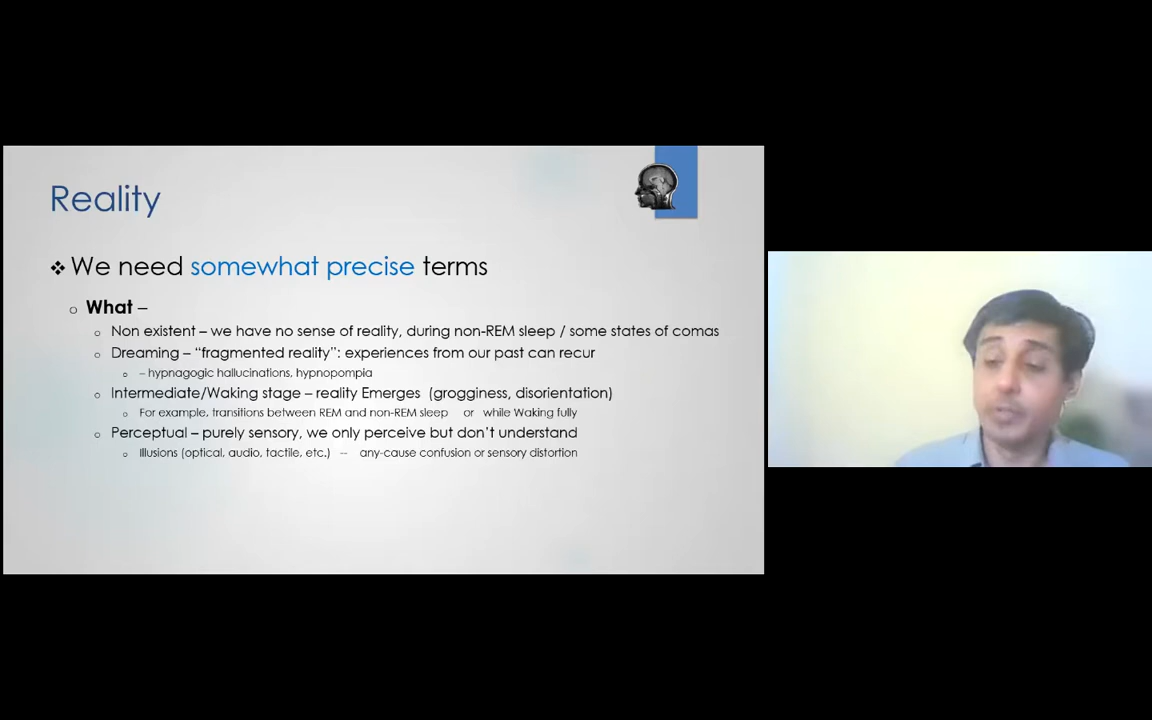 Reality
❖ We need somewhat precise terms
o What –
o Non existent – we have no sense of reality, during non-REM sleep / some states of comas
o Dreaming – “fragmented reality”: experiences from our past can recur
o – hypnagogic hallucinations, hypnopompia
o Intermediate/Waking stage – reality Emerges (grogginess, disorientation)
o For example, transitions between REM and non-REM sleep or while Waking fully
o Perceptual – purely sensory, we only perceive but don’t understand
o Illusions (optical, audio, tactile, etc.) -- any-cause confusion or sensory distortion